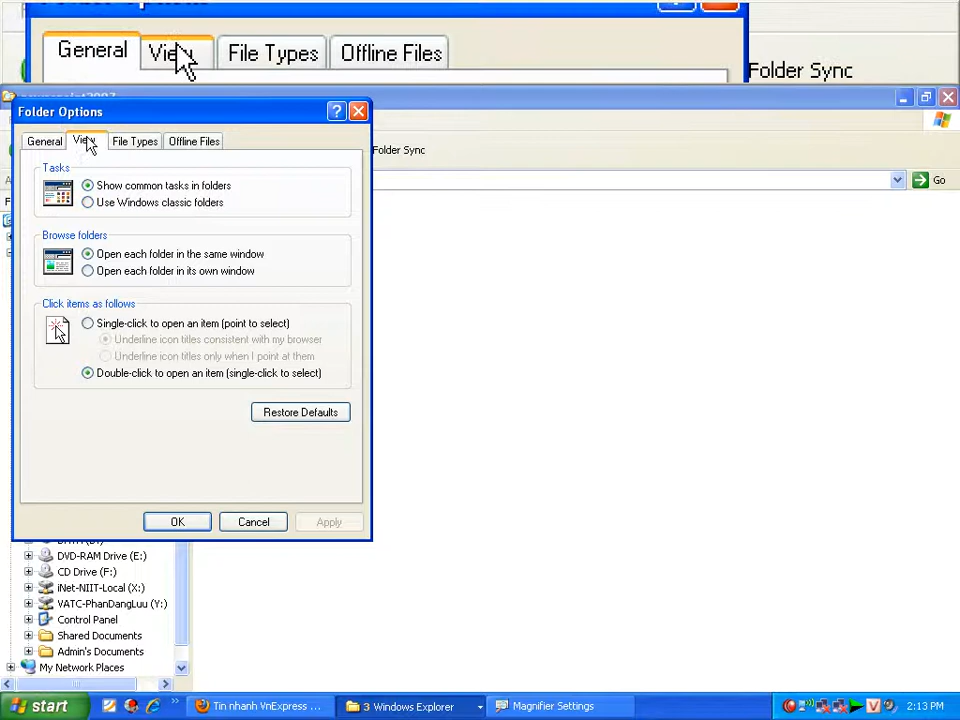 General
View
File Types
Offline Files
Folder Sync
Folder Options
General
File Types
Offline Files
Folder Sync
Go
Tasks
Show common tasks in folders
Use Windows classic folders
Browse folders
Open each folder in the same window
Open each folder in its own window
Click items as follows
Single-click to open an item (point to select)
Underline icon titles consistent with my browser
Underline icon titles only when I point at them
Double-click to open an item (single-click to select)
Restore Defaults
OK
Cancel
Apply
DVD-RAM Drive (E:)
CD Drive (F:)
iNet-NIIT-Local (X:)
VATC-PhanDangLuu (Y:)
Control Panel
Shared Documents
Admin's Documents
My Network Places
start
Tin nhanh VnExpress ...
3 Windows Explorer
Magnifier Settings
2:13 PM